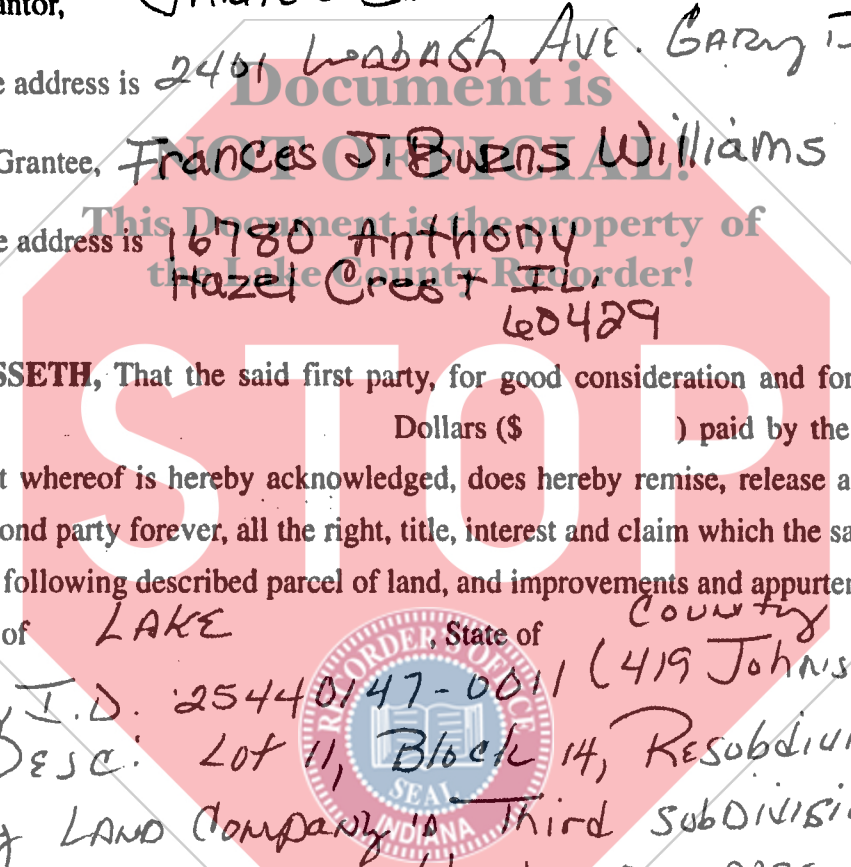 antor,
e address is 2401 Wabash AVE. GARY
Document is
Grantee, Frances J. Burns Williams
NOT OFFICIAL!
This Document is the property of
e address is 16780 Anthony
the Lake County Recorder!
Hazel Crest IL.
60429
SSETH, That the said first party, for good consideration and for
Dollars ($ ) paid by the
t whereof is hereby acknowledged, does hereby remise, release a
ond party forever, all the right, title, interest and claim which the sa
following described parcel of land, and improvements and appurten
of LAKE , State of County
STOP
y I.D. 25440147-0011 (419 Johns
Desc: Lot 11, Block 14, Resubdivi
y LAND Company's Third SUBDIVISIO
RECORDER'S OFFICE
SEAL
INDIANA